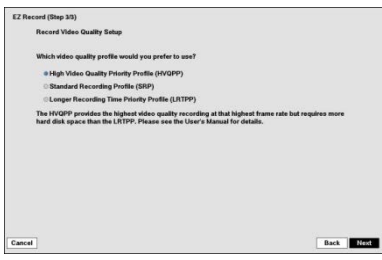 EZ Record (Step 3/3)
Record Video Quality Setup
Which video quality profile would you prefer to use?
High Video Quality Priority Profile (HVQPP)
Standard Recording Profile (SRP)
Longer Recording Time Priority Profile (LRTPP)
The HVQPP provides the highest video quality recording at that highest frame rate but requires more
hard disk space than the LRTPP. Please see the User's Manual for details.
Cancel
Back
Next